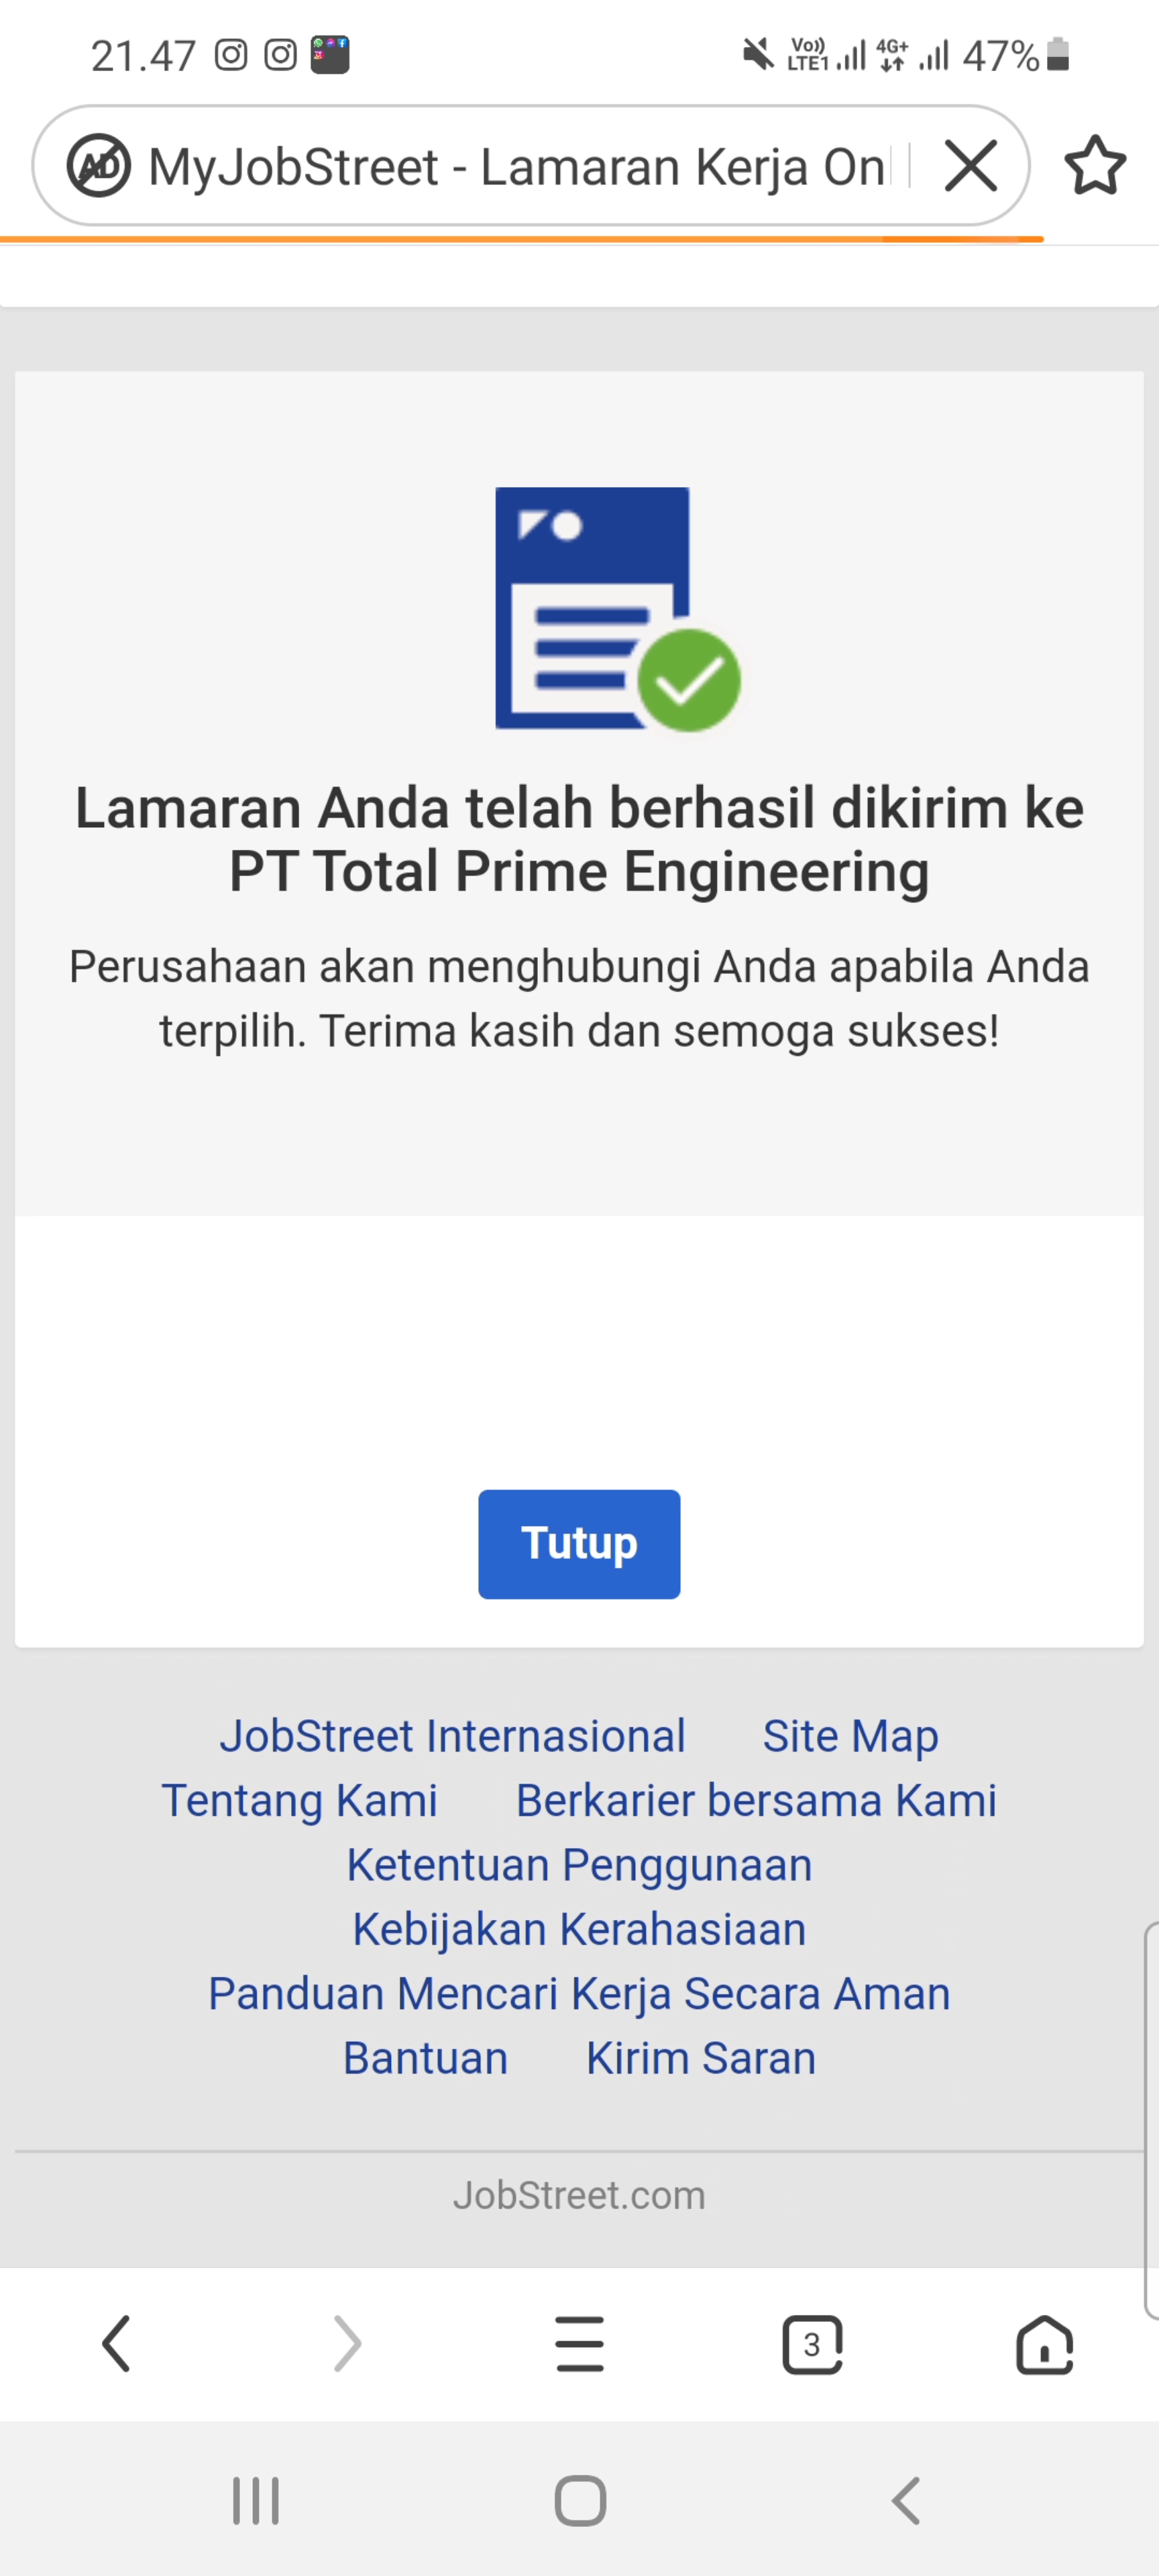 21.47
Vo)) LTE1 4G+ 47%
AD MyJobStreet - Lamaran Kerja On
Lamaran Anda telah berhasil dikirim ke
PT Total Prime Engineering
Perusahaan akan menghubungi Anda apabila Anda
terpilih. Terima kasih dan semoga sukses!
Tutup
JobStreet Internasional Site Map
Tentang Kami Berkarier bersama Kami
Ketentuan Penggunaan
Kebijakan Kerahasiaan
Panduan Mencari Kerja Secara Aman
Bantuan Kirim Saran
JobStreet.com
3